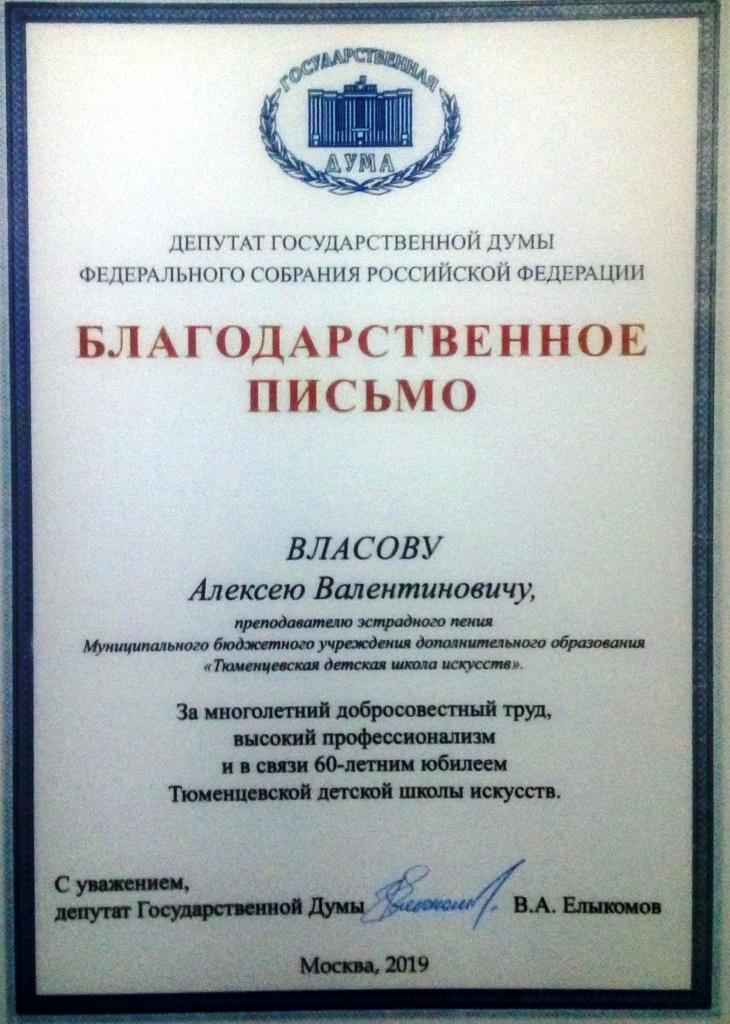 ГОСУДАРСТВЕННАЯ
ДУМА
ДЕПУТАТ ГОСУДАРСТВЕННОЙ ДУМЫ
ФЕДЕРАЛЬНОГО СОБРАНИЯ РОССИЙСКОЙ ФЕДЕРАЦИИ
БЛАГОДАРСТВЕННОЕ
ПИСЬМО
ВЛАСОВУ
Алексею Валентиновичу,
преподавателю эстрадного пения
Муниципального бюджетного учреждения дополнительного образования
«Тюменцевская детская школа искусств».
За многолетний добросовестный труд,
высокий профессионализм
и в связи 60-летним юбилеем
Тюменцевской детской школы искусств.
С уважением,
депутат Государственной Думы В.А. Елыкомов
Москва, 2019